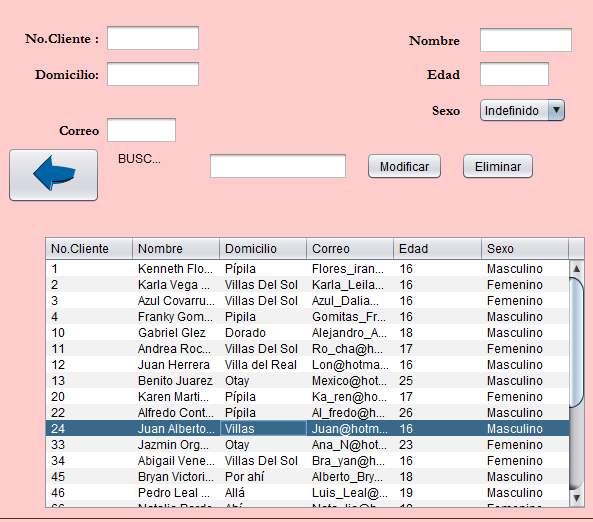 No.Cliente :
Nombre
Domicilio:
Edad
Sexo Indefinido
Correo
BUSC...
Modificar Eliminar
No.Cliente Nombre Domicilio Correo Edad Sexo
1 Kenneth Flo... Pípila Flores_iran... 16 Masculino
2 Karla Vega ... Villas Del Sol Karla_Leila... 16 Femenino
3 Azul Covarru... Villas Del Sol Azul_Dalia... 16 Femenino
4 Franky Gom... Pipila Gomitas_Fr... 16 Masculino
10 Gabriel Glez Dorado Alejandro_A... 18 Masculino
11 Andrea Roc... Villas Del Sol Ro_cha@h... 17 Femenino
12 Juan Herrera Villa del Real Lon@hotma... 16 Masculino
13 Benito Juarez Otay Mexico@hot... 25 Masculino
20 Karen Marti... Pípila Ka_ren@ho... 17 Femenino
22 Alfredo Cont... Pípila Al_fredo@h... 26 Masculino
24 Juan Alberto... Villas Juan@hotm... 16 Masculino
33 Jazmin Org... Otay Ana_N@hot... 23 Femenino
34 Abigail Vene... Villas Del Sol Bra_yan@h... 16 Femenino
45 Bryan Victori... Por ahí Alberto_Bry... 18 Masculino
46 Pedro Leal ... Allá Luis_Leal@... 19 Masculino